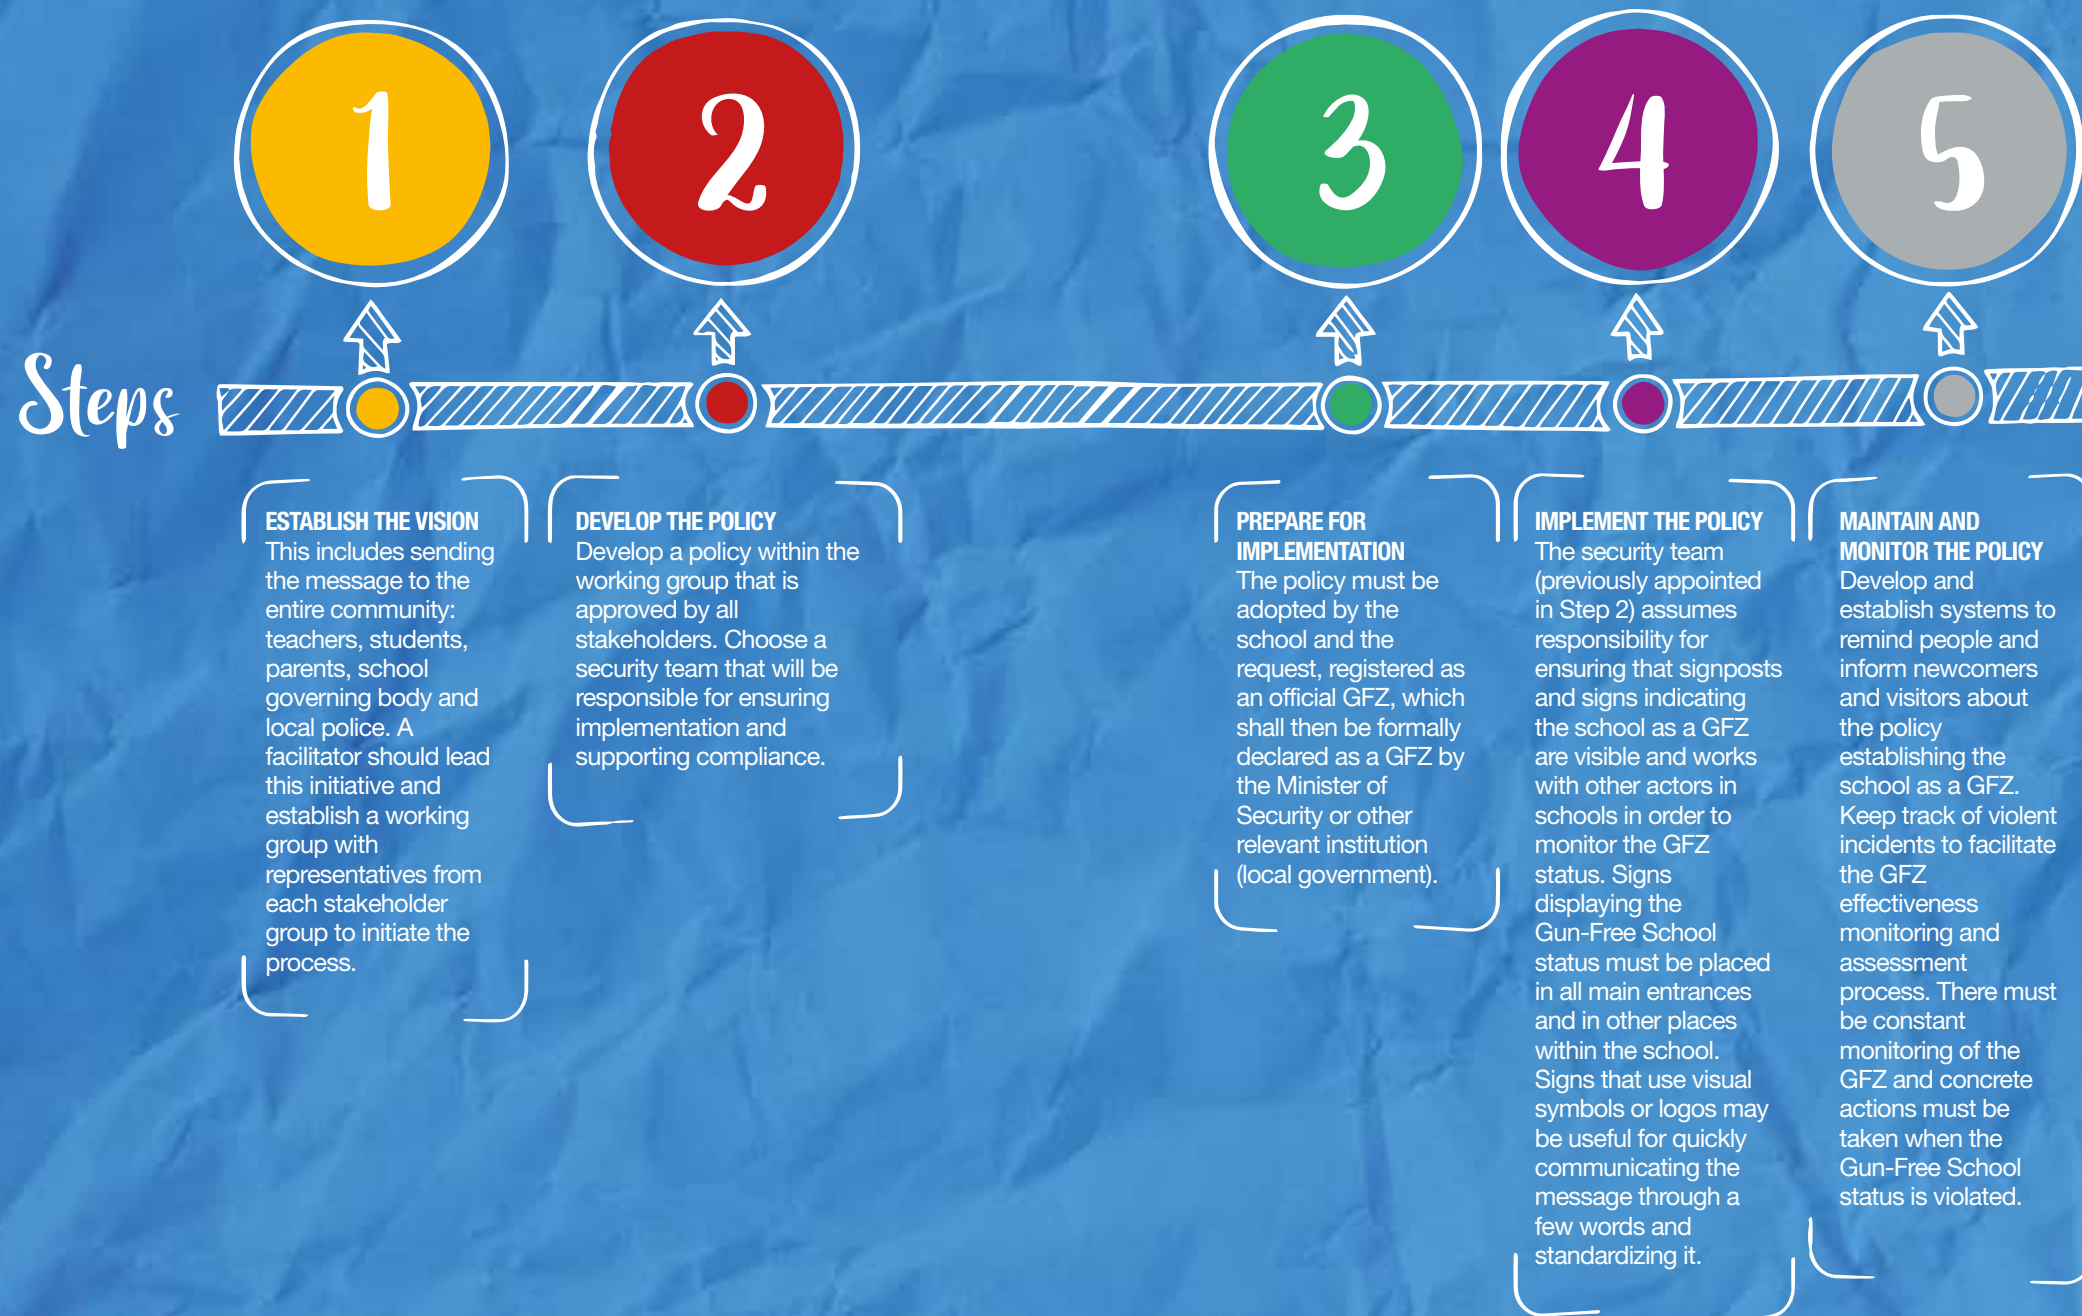 1
2
3
4
5
Steps
ESTABLISH THE VISION
This includes sending
the message to the
entire community:
teachers, students,
parents, school
governing body and
local police. A
facilitator should lead
this initiative and
establish a working
group with
representatives from
each stakeholder
group to initiate the
process.
DEVELOP THE POLICY
Develop a policy within the
working group that is
approved by all
stakeholders. Choose a
security team that will be
responsible for ensuring
implementation and
supporting compliance.
PREPARE FOR
IMPLEMENTATION
The policy must be
adopted by the
school and the
request, registered as
an official GFZ, which
shall then be formally
declared as a GFZ by
the Minister of
Security or other
relevant institution
(local government).
IMPLEMENT THE POLICY
The security team
(previously appointed
in Step 2) assumes
responsibility for
ensuring that signposts
and signs indicating
the school as a GFZ
are visible and works
with other actors in
schools in order to
monitor the GFZ
status. Signs
displaying the
Gun-Free School
status must be placed
in all main entrances
and in other places
within the school.
Signs that use visual
symbols or logos may
be useful for quickly
communicating the
message through a
few words and
standardizing it.
MAINTAIN AND
MONITOR THE POLICY
Develop and
establish systems to
remind people and
inform newcomers
and visitors about
the policy
establishing the
school as a GFZ.
Keep track of violent
incidents to facilitate
the GFZ
effectiveness
monitoring and
assessment
process. There must
be constant
monitoring of the
GFZ and concrete
actions must be
taken when the
Gun-Free School
status is violated.